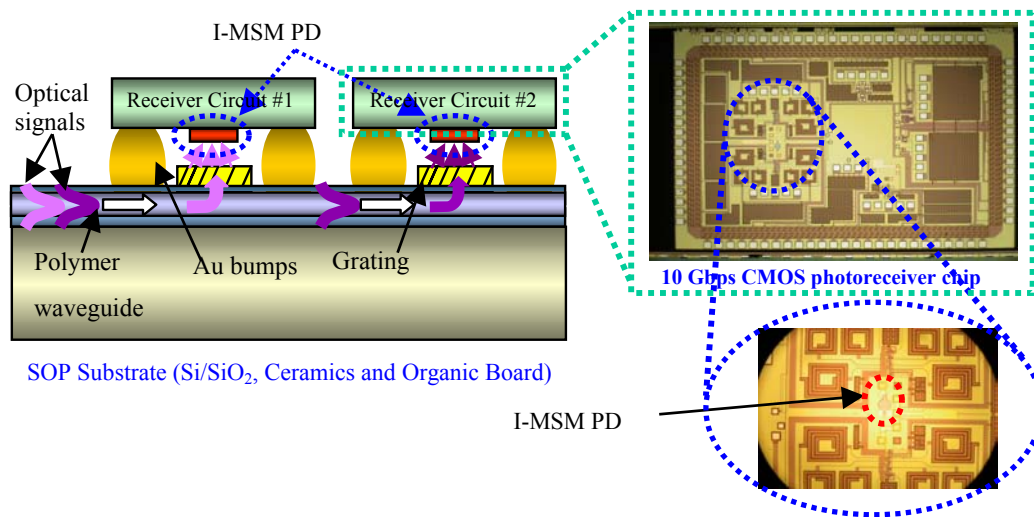 I-MSM PD
Optical
signals
Receiver Circuit #1
Receiver Circuit #2
Polymer
waveguide
Au bumps
Grating
SOP Substrate (Si/SiO₂, Ceramics and Organic Board)
10 Gbps CMOS photoreceiver chip
I-MSM PD